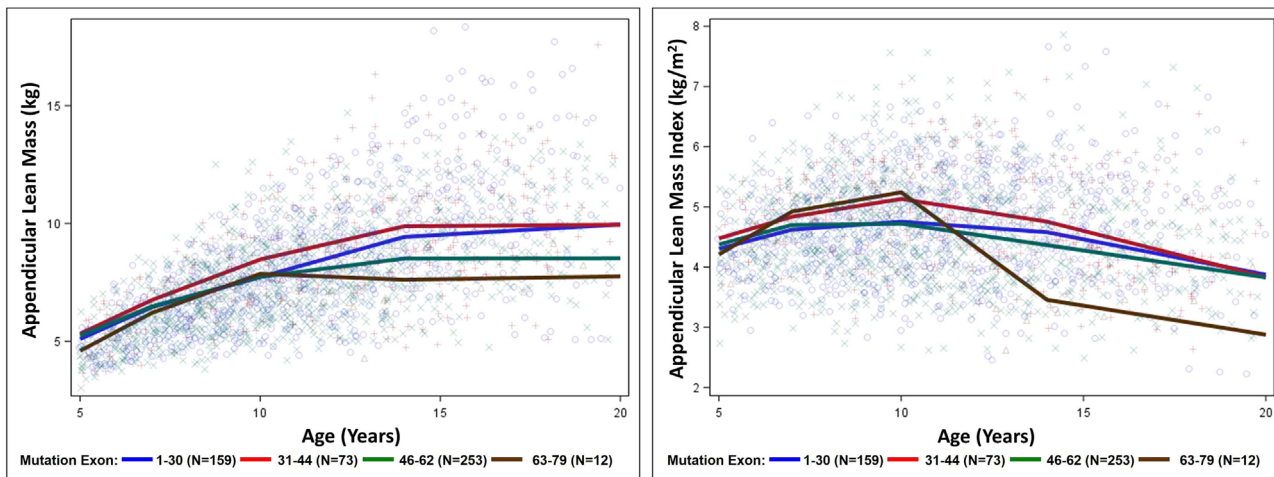 Appendicular Lean Mass (kg)
15
10
5
5 10 15 20
Age (Years)
Mutation Exon: 1-30 (N=159) 31-44 (N=73) 46-62 (N=253) 63-79 (N=12)
Appendicular Lean Mass Index (kg/m²)
8
7
6
5
4
3
2
5 10 15 20
Age (Years)
Mutation Exon: 1-30 (N=159) 31-44 (N=73) 46-62 (N=253) 63-79 (N=12)